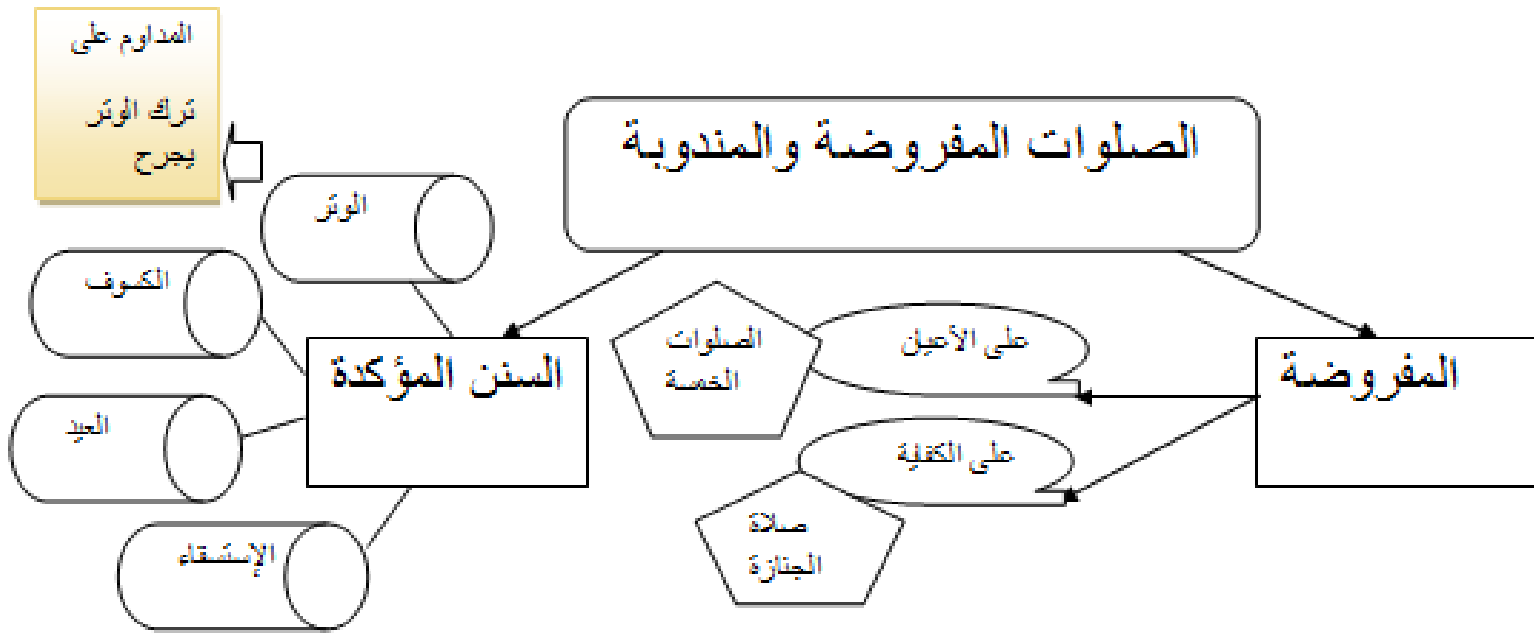 الصلوات المفروضة والمندوبة
المفروضة
على الأعيان
الصلوات
الخمسة
على الكفاية
صلاة
الجنازة
السنن المؤكدة
الوتر
المداوم على
ترك الوتر
يجرح
الكسوف
العيد
الإستسقاء